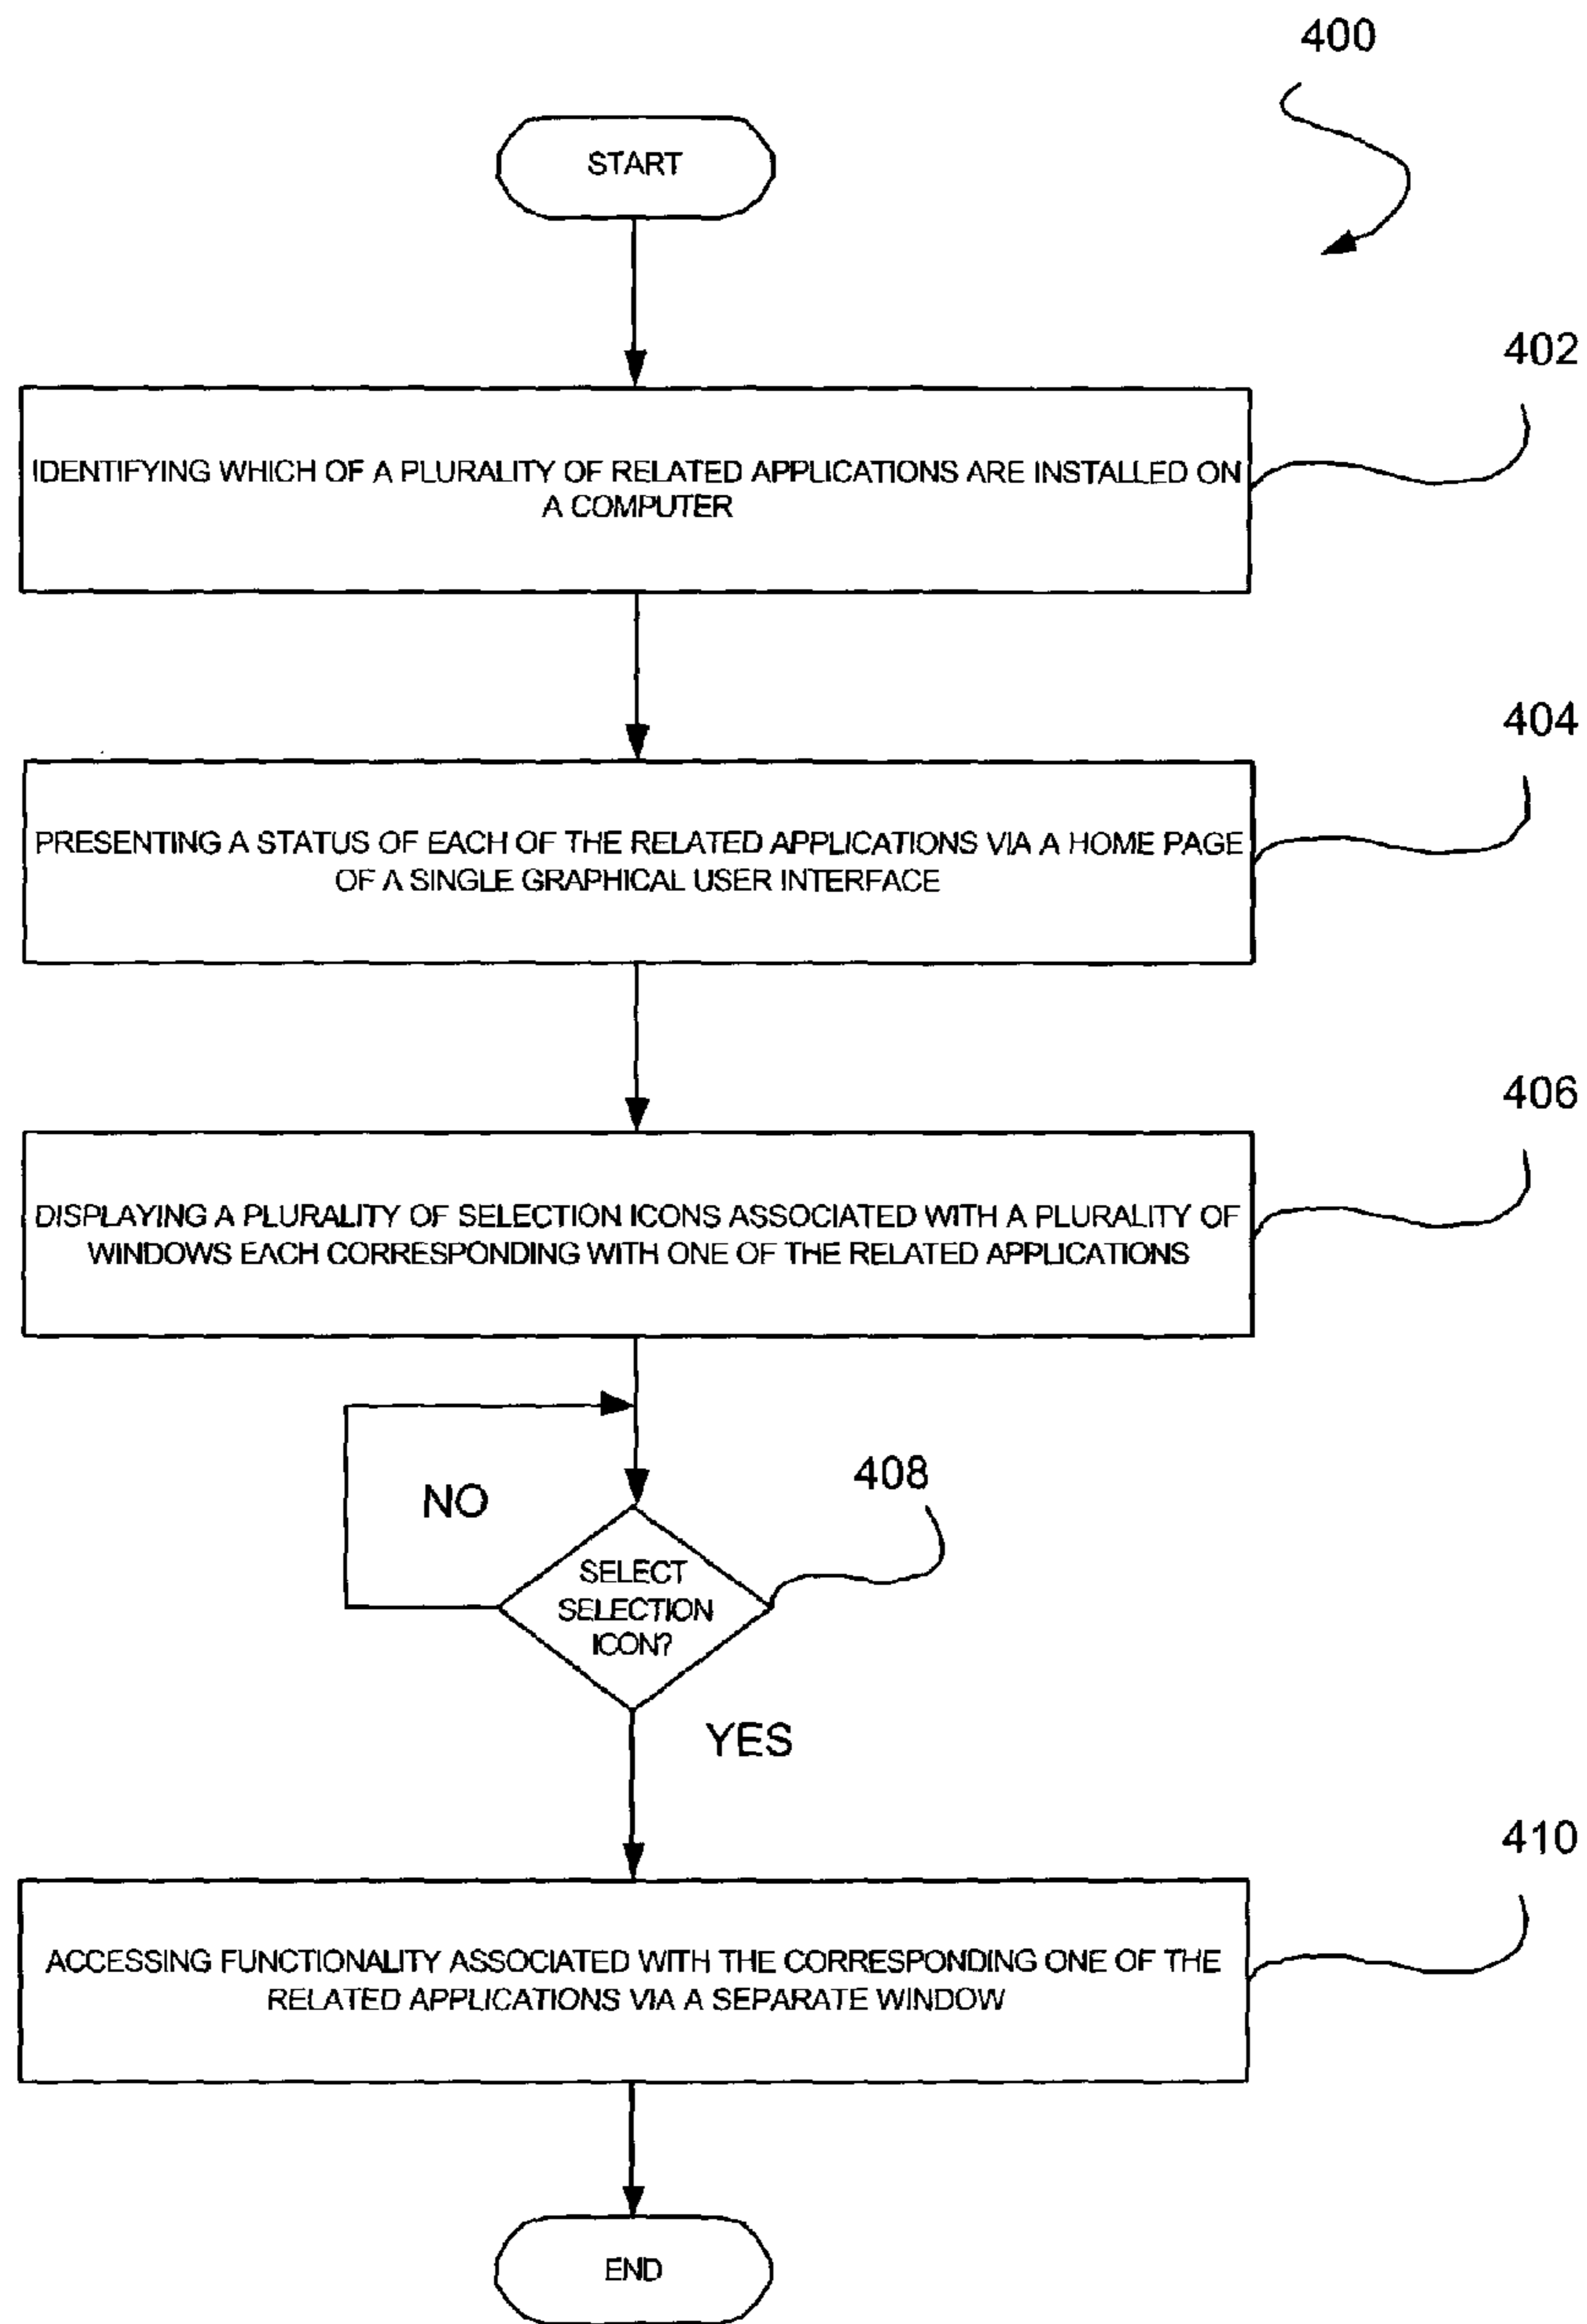 400
START
402
IDENTIFYING WHICH OF A PLURALITY OF RELATED APPLICATIONS ARE INSTALLED ON
A COMPUTER
404
PRESENTING A STATUS OF EACH OF THE RELATED APPLICATIONS VIA A HOME PAGE
OF A SINGLE GRAPHICAL USER INTERFACE
406
DISPLAYING A PLURALITY OF SELECTION ICONS ASSOCIATED WITH A PLURALITY OF
WINDOWS EACH CORRESPONDING WITH ONE OF THE RELATED APPLICATIONS
408
NO
SELECT
SELECTION
ICON?
YES
410
ACCESSING FUNCTIONALITY ASSOCIATED WITH THE CORRESPONDING ONE OF THE
RELATED APPLICATIONS VIA A SEPARATE WINDOW
END